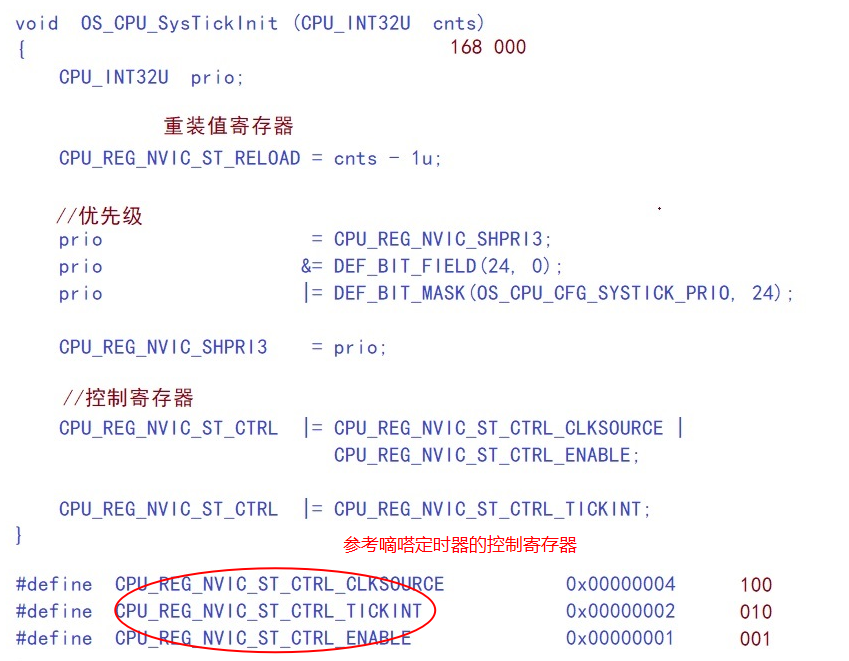 void OS_CPU_SysTickInit (CPU_INT32U cnts)
{ 168 000
CPU_INT32U prio;
重装值寄存器
CPU_REG_NVIC_ST_RELOAD = cnts - 1u;
//优先级
prio = CPU_REG_NVIC_SHPRI3;
prio &= DEF_BIT_FIELD(24, 0);
prio |= DEF_BIT_MASK(OS_CPU_CFG_SYSTICK_PRIO, 24);
CPU_REG_NVIC_SHPRI3 = prio;
//控制寄存器
CPU_REG_NVIC_ST_CTRL |= CPU_REG_NVIC_ST_CTRL_CLKSOURCE |
CPU_REG_NVIC_ST_CTRL_ENABLE;
CPU_REG_NVIC_ST_CTRL |= CPU_REG_NVIC_ST_CTRL_TICKINT;
}
参考嘀嗒定时器的控制寄存器
#define CPU_REG_NVIC_ST_CTRL_CLKSOURCE 0x00000004 100
#define CPU_REG_NVIC_ST_CTRL_TICKINT 0x00000002 010
#define CPU_REG_NVIC_ST_CTRL_ENABLE 0x00000001 001